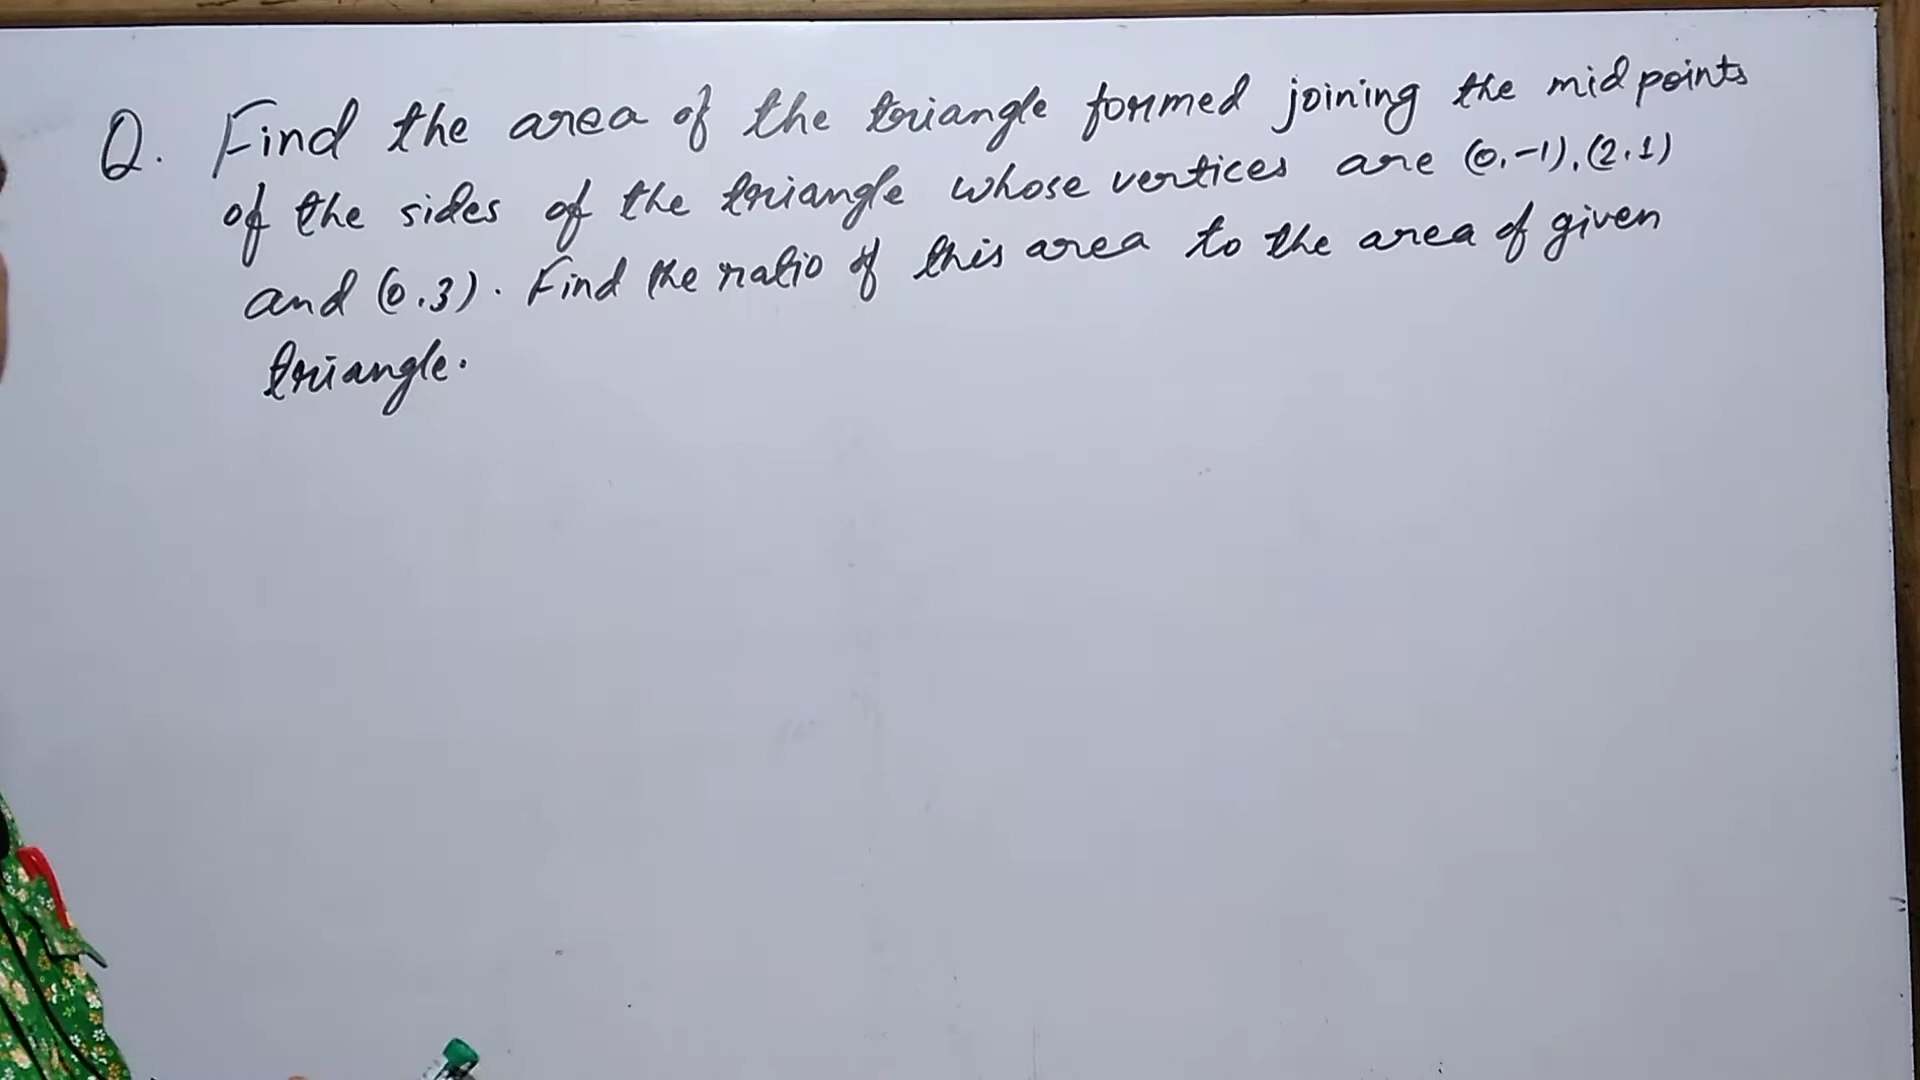 Q. Find the area of the triangle formed joining the mid points
of the sides of the triangle whose vertices are (0,-1), (2,1)
and (0,3). Find the ratio of this area to the area of given
triangle.